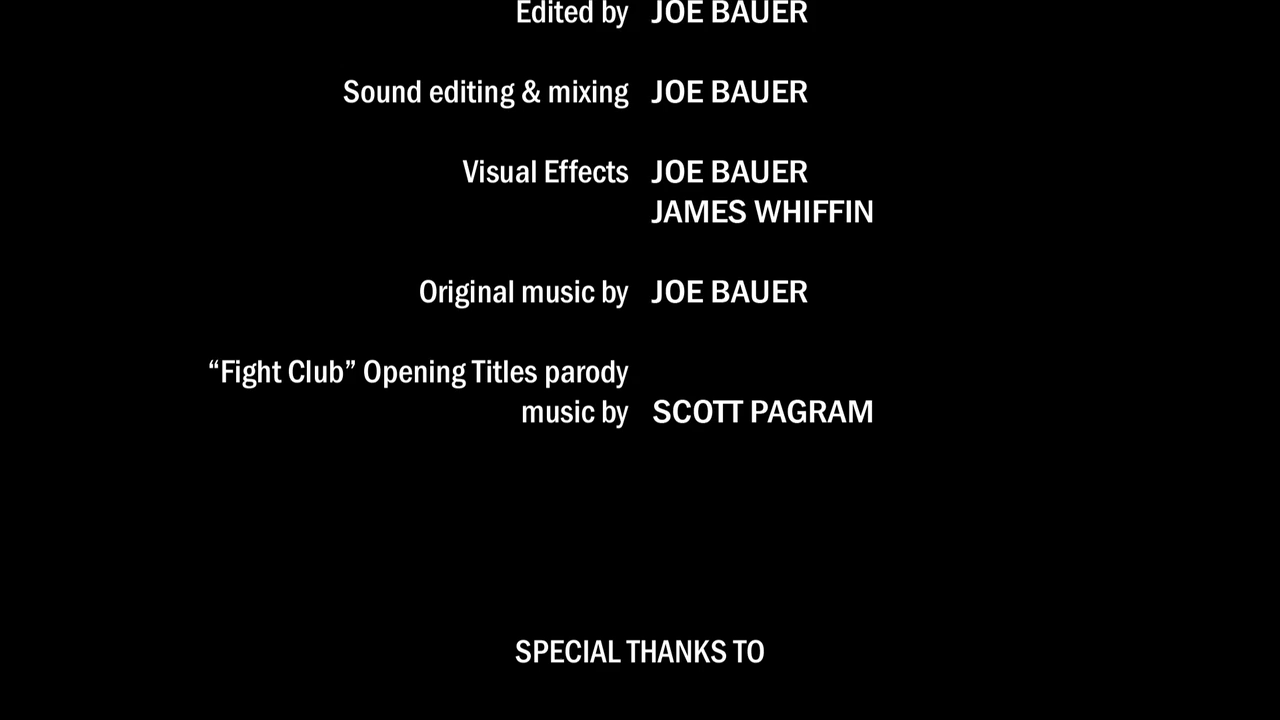 Edited by JOE BAUER
Sound editing & mixing JOE BAUER
Visual Effects JOE BAUER
JAMES WHIFFIN
Original music by JOE BAUER
“Fight Club” Opening Titles parody
music by SCOTT PAGRAM
SPECIAL THANKS TO